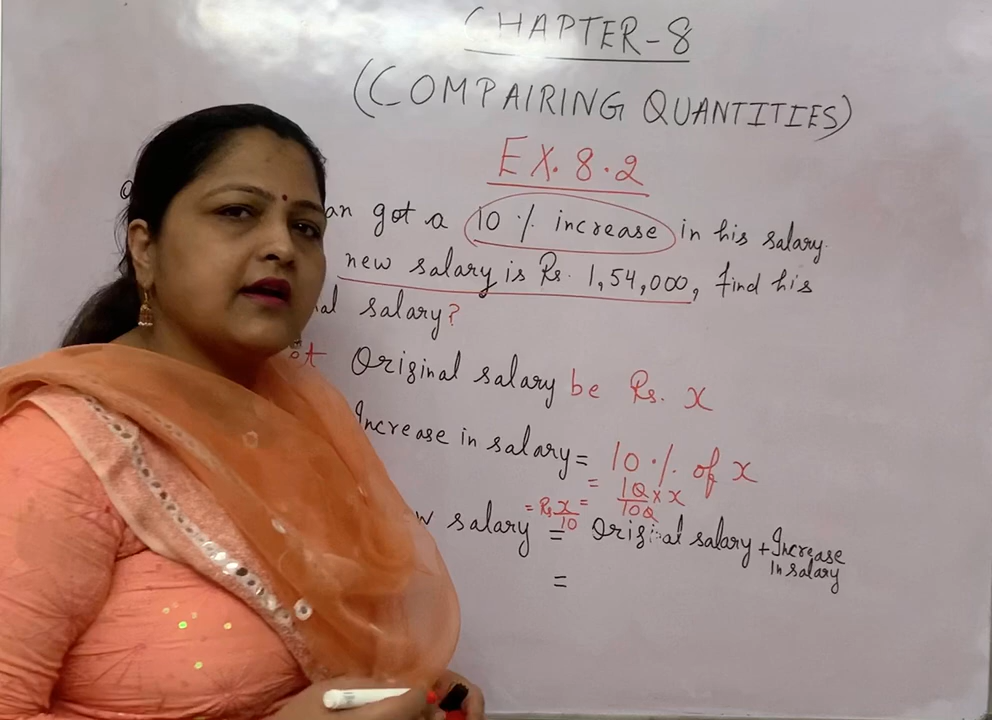 CHAPTER-8
(COMPAIRING QUANTITIES)
EX. 8.2
an got a 10 % increase in his salary.
new salary is Rs. 1,54,000, find his
al salary?
Original salary be Rs. x
Increase in salary = 10 % of x
= Rs x/10 = = 10/100 × x
w salary = Original salary + Increase in salary
=